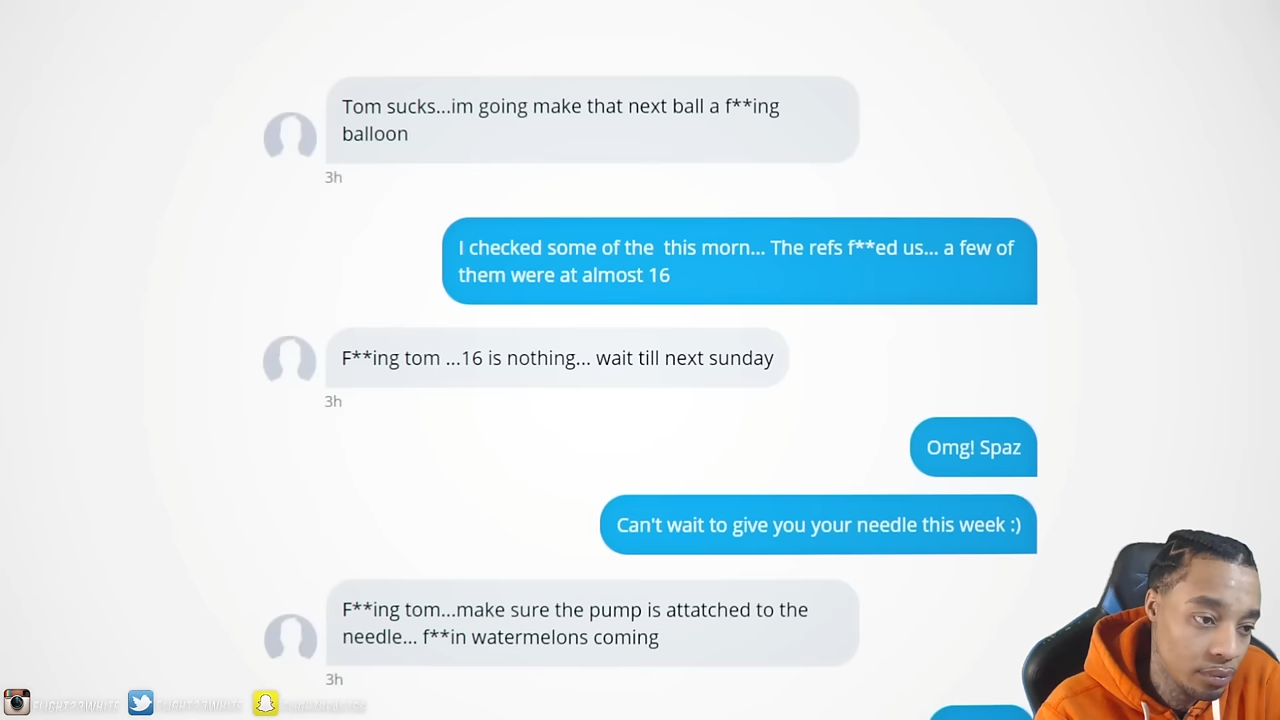 Tom sucks...im going make that next ball a f**ing
balloon
3h
I checked some of the  this morn... The refs f**ed us... a few of
them were at almost 16
F**ing tom ...16 is nothing... wait till next sunday
3h
Omg! Spaz
Can't wait to give you your needle this week :)
F**ing tom...make sure the pump is attatched to the
needle... f**in watermelons coming
3h